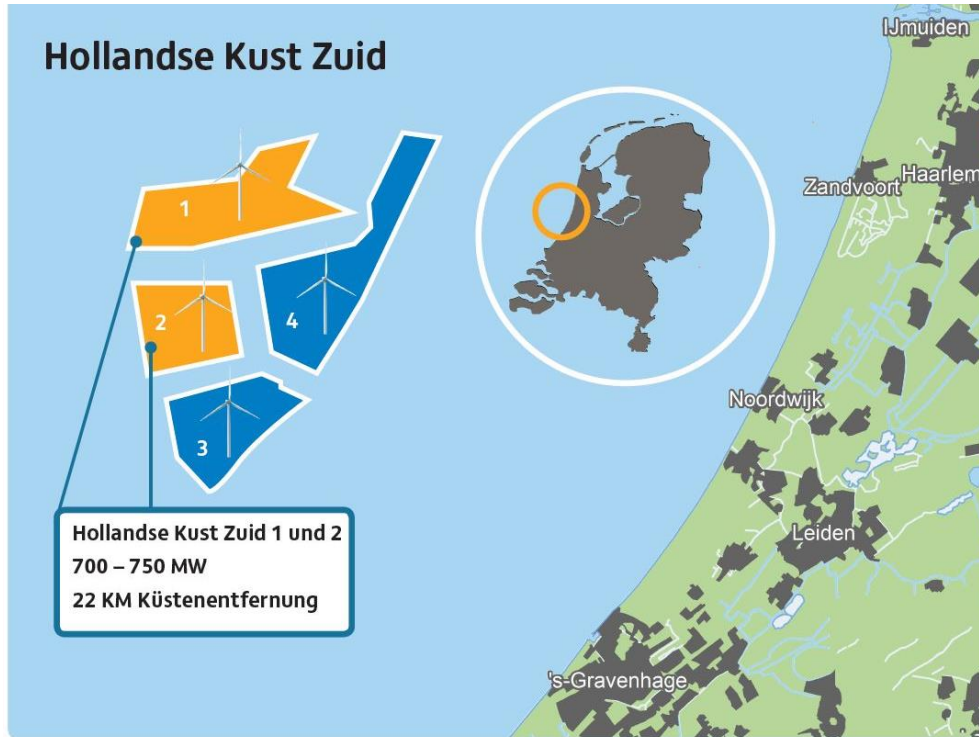 Hollandse Kust Zuid
IJmuiden
Haarlem
Zandvoort
1
2
4
3
Noordwijk
Leiden
Hollandse Kust Zuid 1 und 2
700 – 750 MW
22 KM Küstenentfernung
's-Gravenhage